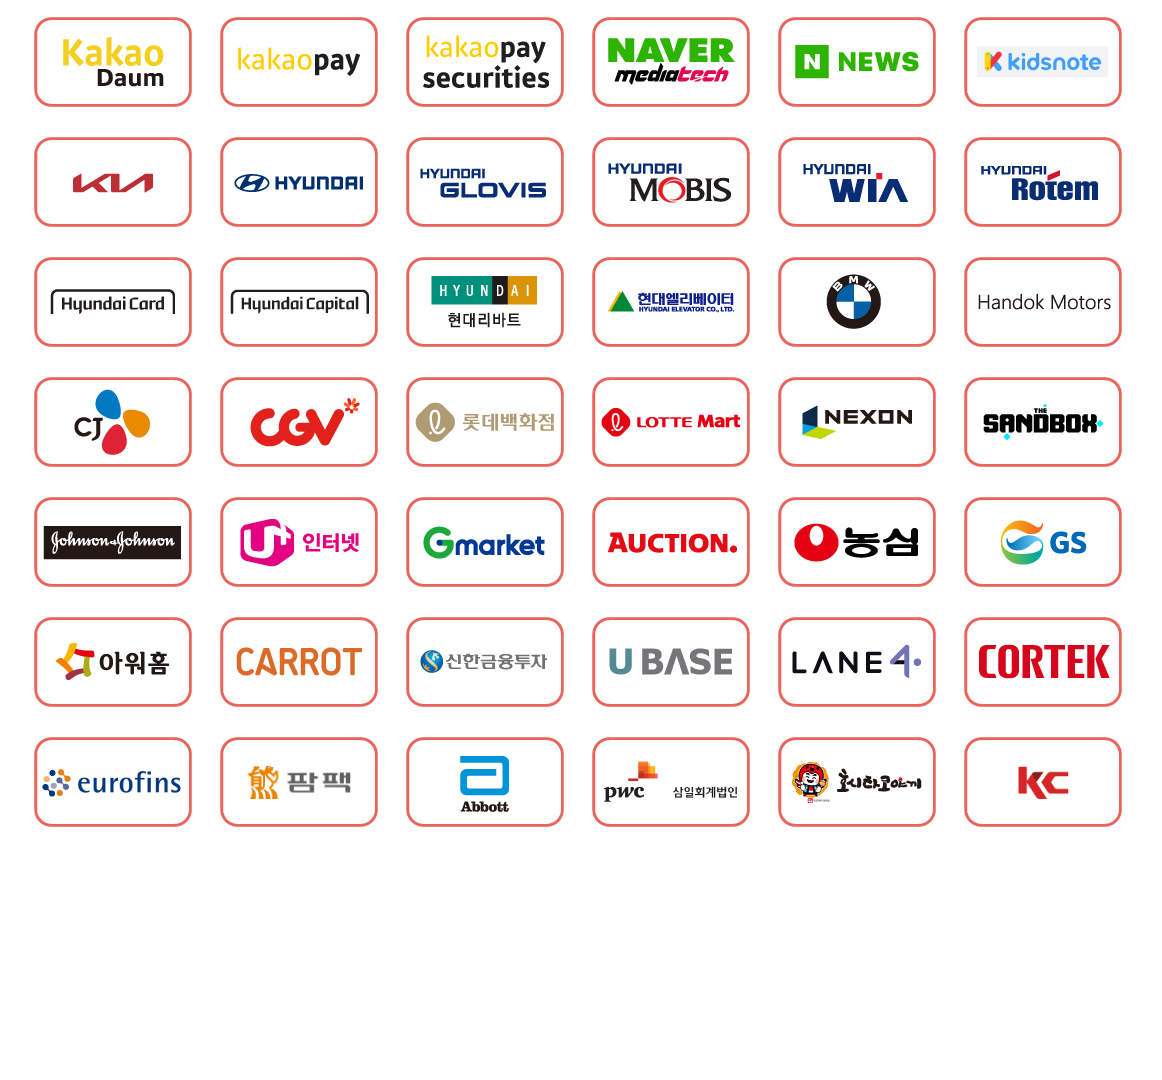 Kakao
Daum
kakaopay
kakaopay
securities
NAVER
mediatech
N NEWS
kidsnote
KIA
HYUNDAI
HYUNDAI
GLOVIS
HYUNDAI
MOBIS
HYUNDAI
WIA
HYUNDAI
Rotem
Hyundai Card
Hyundai Capital
HYUNDAI
현대리바트
현대엘리베이터
HYUNDAI ELEVATOR CO., LTD.
BMW
Handok Motors
CJ
CGV
롯데백화점
LOTTE Mart
NEXON
THE
SANDBOX
Johnson & Johnson
U+ 인터넷
Gmarket
AUCTION.
농심
GS
아워홈
CARROT
신한금융투자
U BASE
LANE 4
CORTEK
eurofins
팜팩
Abbott
pwc 삼일회계법인
호시타코야끼
kc